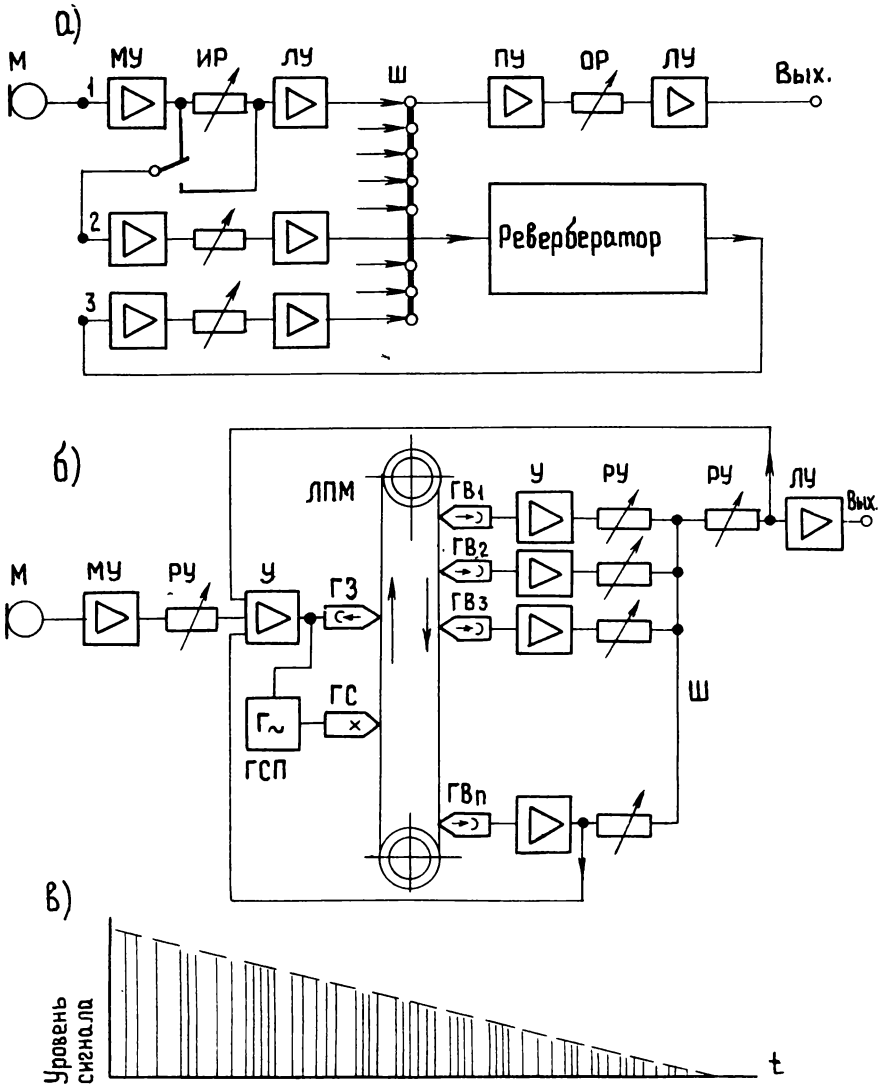 а)
М
МУ
ИР
ЛУ
Ш
ПУ
ОР
ЛУ
Вых.
1
2
Ревербератор
3
б)
ЛПМ
ГВ1
У
РУ
РУ
ЛУ
Вых.
ГВ2
М
МУ
РУ
У
ГЗ
ГВ3
Ш
ГС
Г~
х
ГСП
ГВn
в)
Уровень
сигнала
t